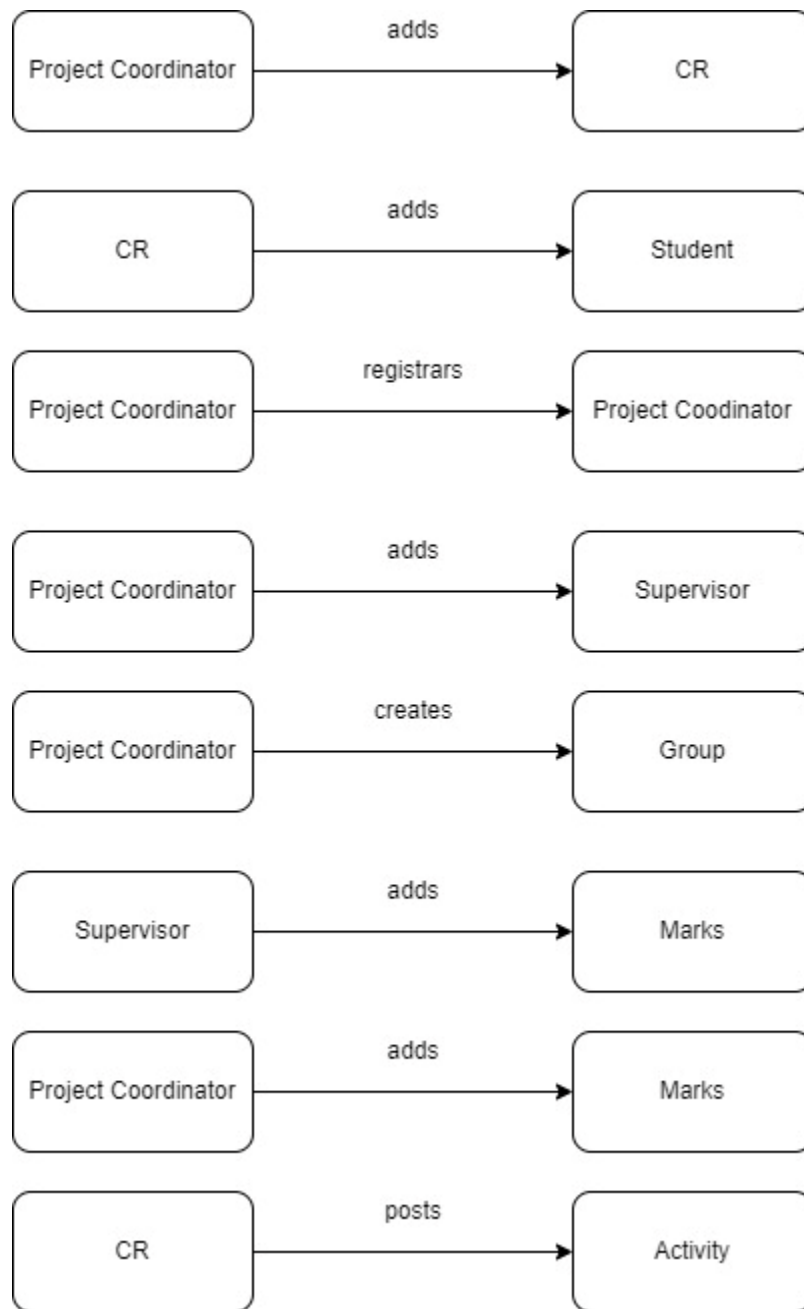 adds
Project Coordinator
CR
adds
CR
Student
registrars
Project Coordinator
Project Coodinator
adds
Project Coordinator
Supervisor
creates
Project Coordinator
Group
adds
Supervisor
Marks
adds
Project Coordinator
Marks
posts
CR
Activity